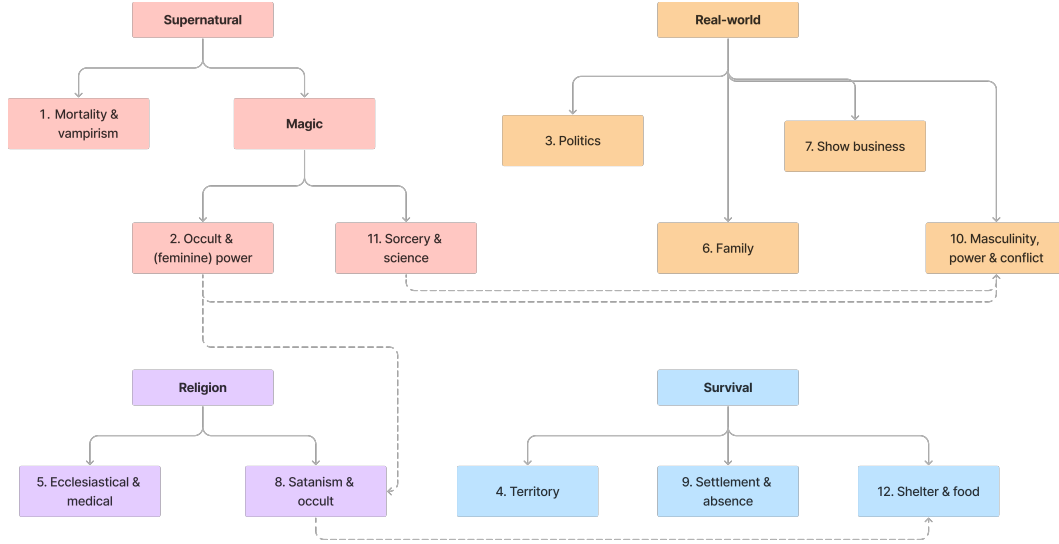 Supernatural
Real-world
1. Mortality &
vampirism
Magic
3. Politics
7. Show business
2. Occult &
(feminine) power
11. Sorcery &
science
6. Family
10. Masculinity,
power & conflict
Religion
Survival
5. Ecclesiastical &
medical
8. Satanism &
occult
4. Territory
9. Settlement &
absence
12. Shelter & food